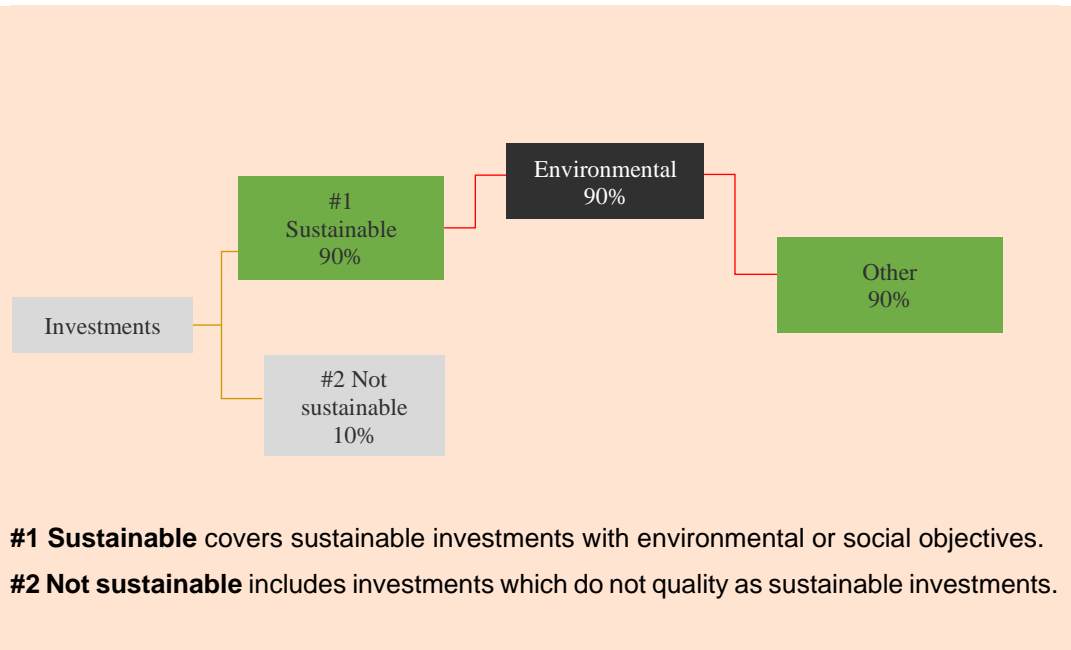 Environmental
90%
#1
Sustainable
90%
Other
90%
Investments
#2 Not
sustainable
10%
#1 Sustainable covers sustainable investments with environmental or social objectives.
#2 Not sustainable includes investments which do not quality as sustainable investments.